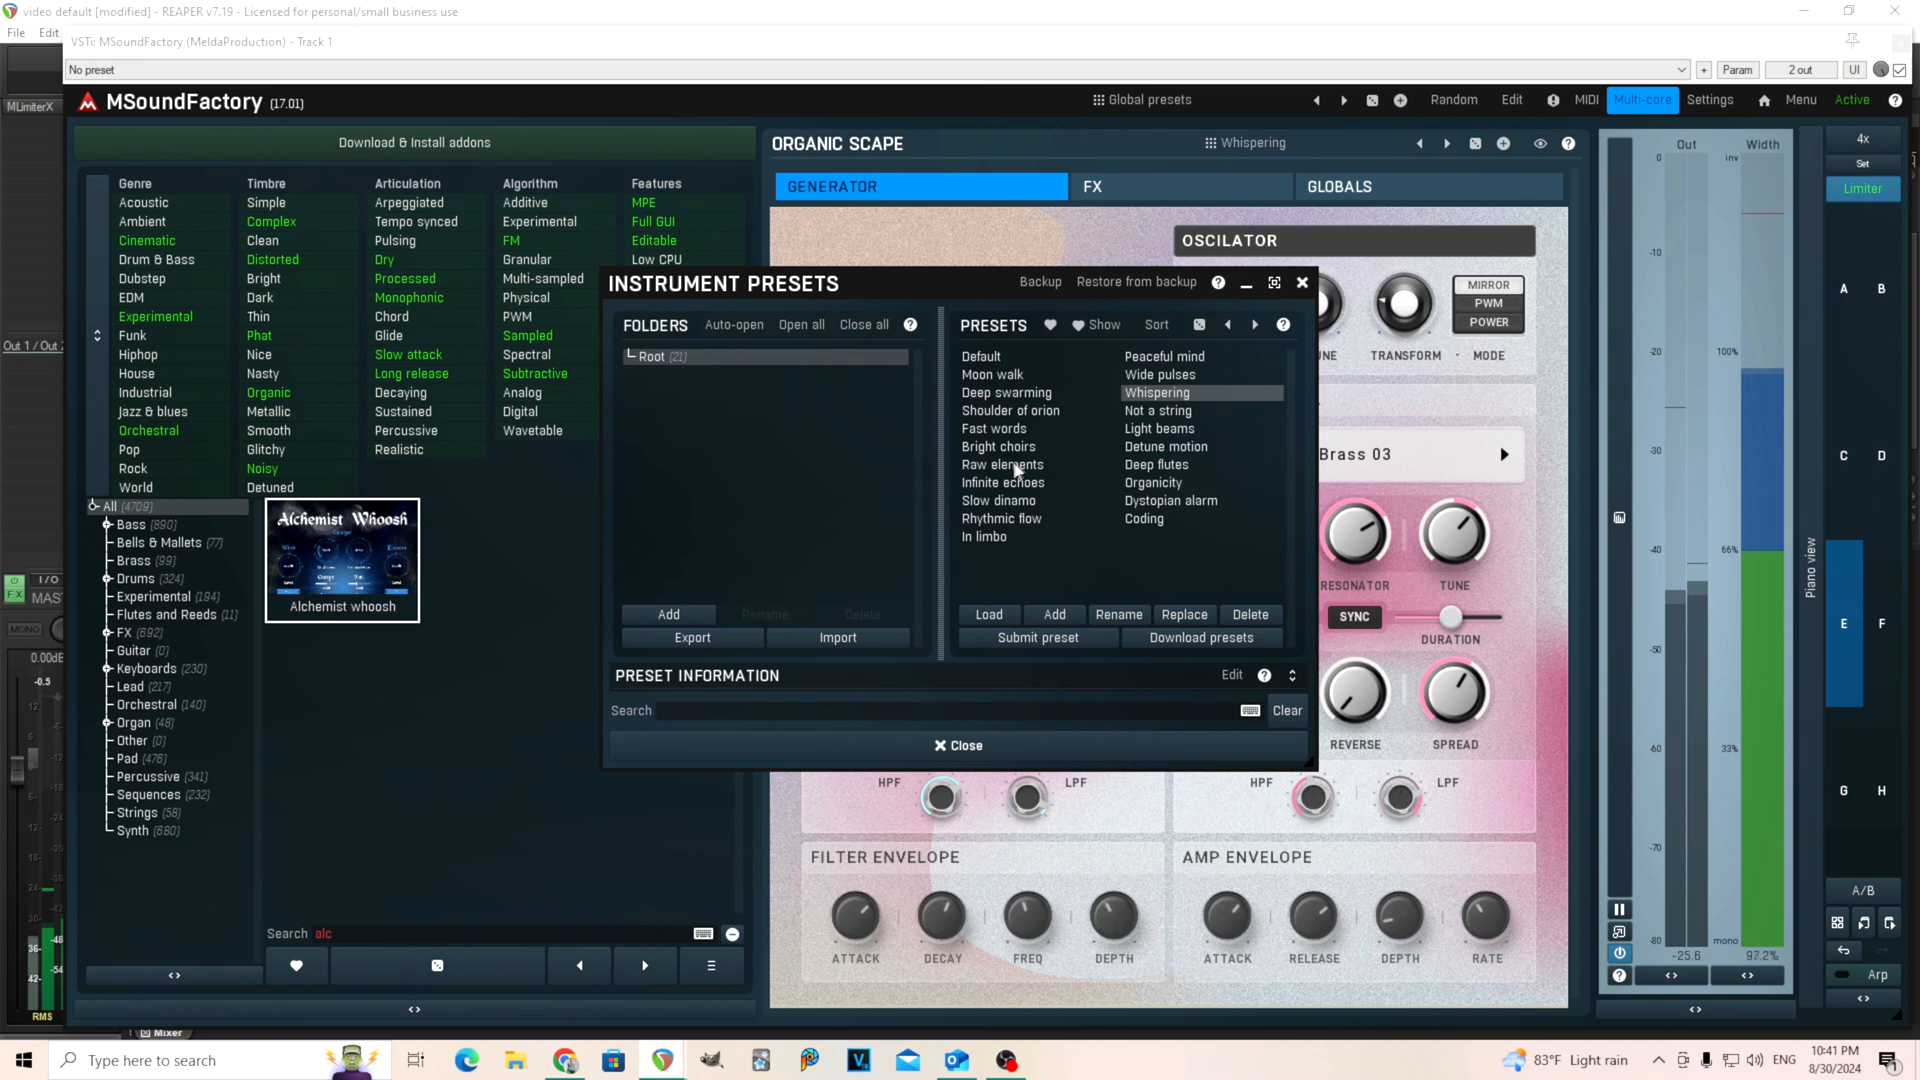 video default [modified] - REAPER v7.19 - Licensed for personal/small business use
File Edit
VSTi: MSoundFactory (MeldaProduction) - Track 1
No preset
+ Param 2 out UI
MLimiterX
MSoundFactory (17.01)
Global presets
Random Edit MIDI Multi-core Settings Menu Active
Download & Install addons
ORGANIC SCAPE
Whispering
GENERATOR FX GLOBALS
Out Width
4x
Set
Limiter
Genre
Acoustic
Ambient
Cinematic
Drum & Bass
Dubstep
EDM
Experimental
Funk
Hiphop
House
Industrial
Jazz & blues
Orchestral
Pop
Rock
World
Timbre
Simple
Complex
Clean
Distorted
Bright
Dark
Thin
Phat
Nice
Nasty
Organic
Metallic
Smooth
Glitchy
Noisy
Detuned
Articulation
Arpeggiated
Tempo synced
Pulsing
Dry
Processed
Monophonic
Chord
Glide
Slow attack
Long release
Decaying
Sustained
Percussive
Realistic
Algorithm
Additive
Experimental
FM
Granular
Multi-sampled
Physical
PWM
Sampled
Spectral
Subtractive
Analog
Digital
Wavetable
Features
MPE
Full GUI
Editable
Low CPU
OSCILATOR
MIRROR
PWM
POWER
UNE TRANSFORM MODE
INSTRUMENT PRESETS
Backup Restore from backup
FOLDERS Auto-open Open all Close all
Root (21)
PRESETS Show Sort
Default
Moon walk
Deep swarming
Shoulder of orion
Fast words
Bright choirs
Raw elements
Infinite echoes
Slow dinamo
Rhythmic flow
In limbo
Peaceful mind
Wide pulses
Whispering
Not a string
Light beams
Detune motion
Deep flutes
Organicity
Dystopian alarm
Coding
Add Rename Delete
Export Import
Load Add Rename Replace Delete
Submit preset Download presets
PRESET INFORMATION
Edit
Search
Clear
Close
Brass 03
RESONATOR TUNE
SYNC
DURATION
REVERSE SPREAD
HPF LPF
HPF LPF
FILTER ENVELOPE
ATTACK DECAY FREQ DEPTH
AMP ENVELOPE
ATTACK RELEASE DEPTH RATE
All (4709)
Bass (890)
Bells & Mallets (77)
Brass (99)
Drums (324)
Experimental (194)
Flutes and Reeds (11)
FX (692)
Guitar (0)
Keyboards (230)
Lead (217)
Orchestral (140)
Organ (48)
Other (0)
Pad (476)
Percussive (341)
Sequences (232)
Strings (58)
Synth (680)
Alchemist Whoosh
Alchemist whoosh
Search alc
0
-10
-20
-30
-40
-50
-60
-70
-80
-25.6
inv
100%
66%
33%
mono
97.2%
Piano view
A B
C D
E F
G H
A/B
Arp
Out 1 / Out 2
I/O
FX
MAS
MONO
0.00dE
-0.5
RMS
Mixer
Type here to search
83°F Light rain
ENG
10:41 PM
8/30/2024